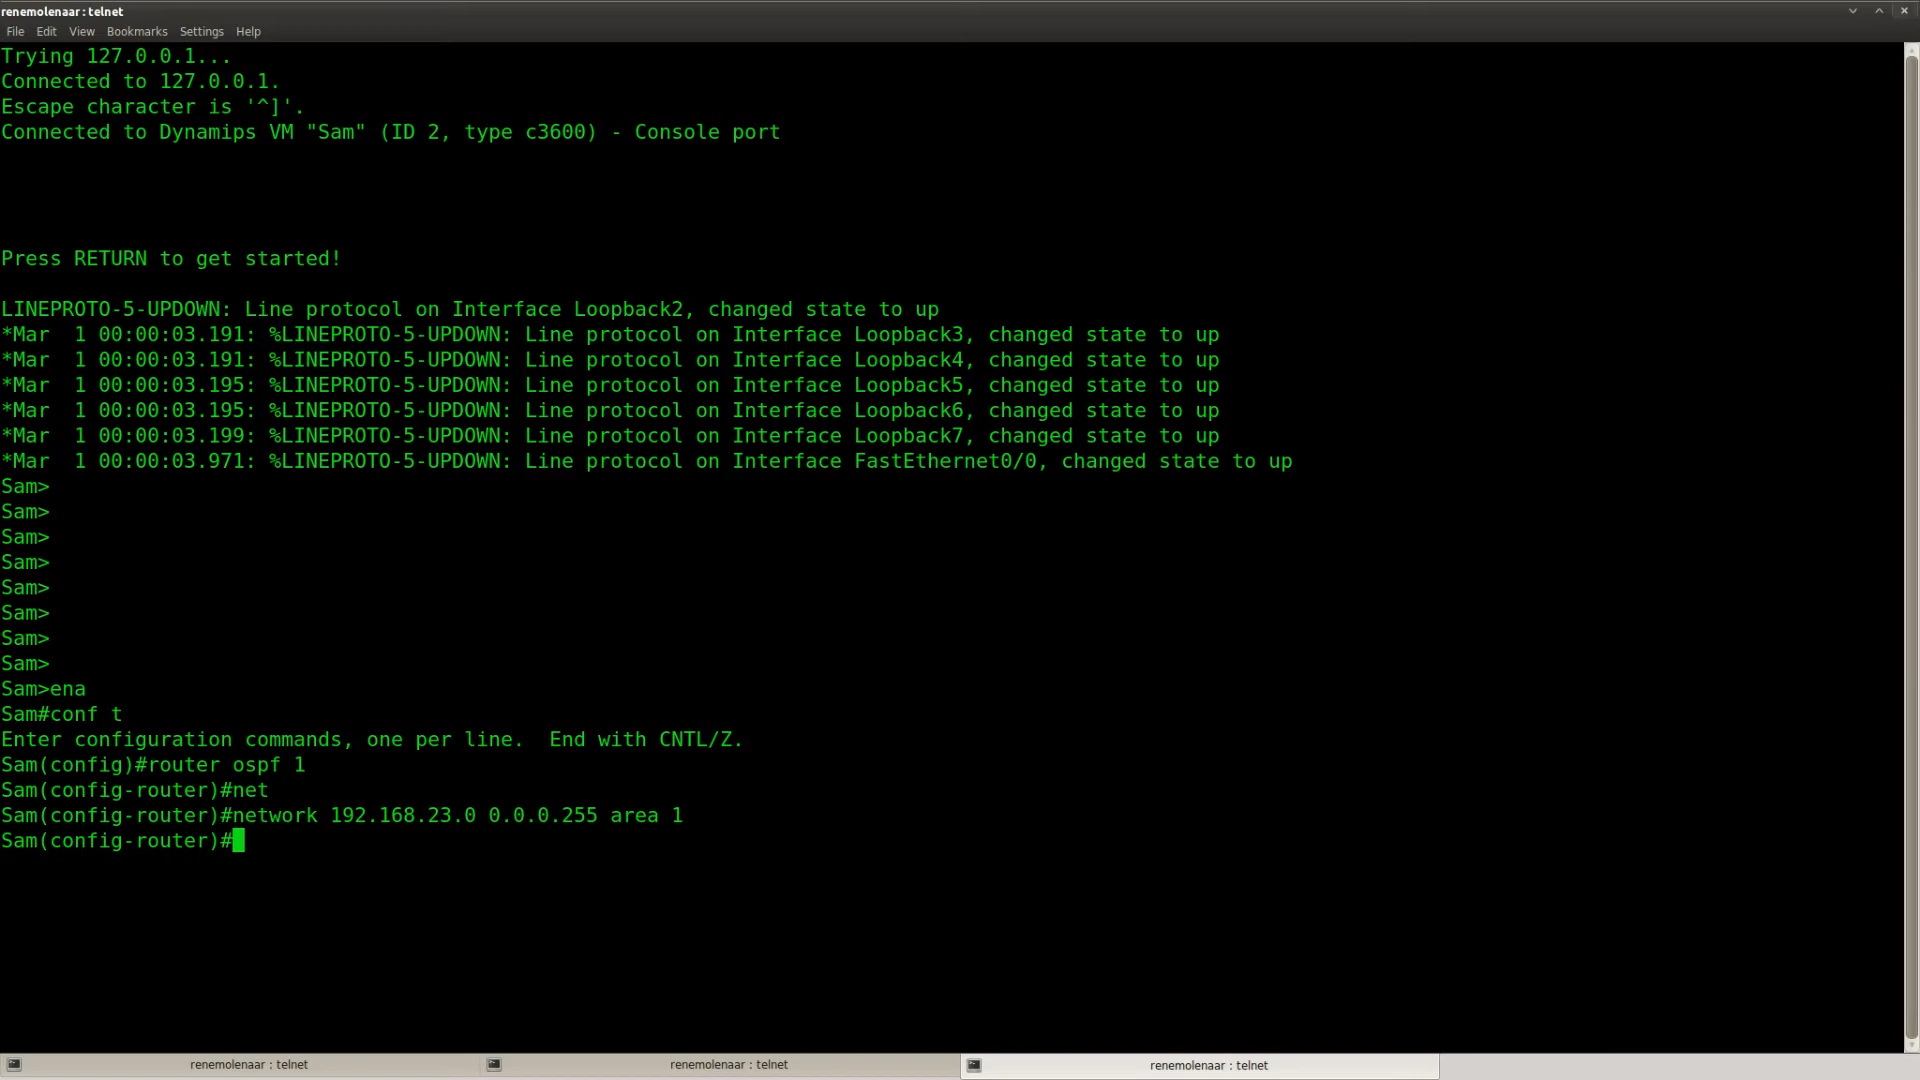 renemolenaar : telnet
File Edit View Bookmarks Settings Help
Trying 127.0.0.1...
Connected to 127.0.0.1.
Escape character is '^]'.
Connected to Dynamips VM "Sam" (ID 2, type c3600) - Console port
Press RETURN to get started!
LINEPROTO-5-UPDOWN: Line protocol on Interface Loopback2, changed state to up
*Mar  1 00:00:03.191: %LINEPROTO-5-UPDOWN: Line protocol on Interface Loopback3, changed state to up
*Mar  1 00:00:03.191: %LINEPROTO-5-UPDOWN: Line protocol on Interface Loopback4, changed state to up
*Mar  1 00:00:03.195: %LINEPROTO-5-UPDOWN: Line protocol on Interface Loopback5, changed state to up
*Mar  1 00:00:03.195: %LINEPROTO-5-UPDOWN: Line protocol on Interface Loopback6, changed state to up
*Mar  1 00:00:03.199: %LINEPROTO-5-UPDOWN: Line protocol on Interface Loopback7, changed state to up
*Mar  1 00:00:03.971: %LINEPROTO-5-UPDOWN: Line protocol on Interface FastEthernet0/0, changed state to up
Sam>
Sam>
Sam>
Sam>
Sam>
Sam>
Sam>
Sam>
Sam>ena
Sam#conf t
Enter configuration commands, one per line.  End with CNTL/Z.
Sam(config)#router ospf 1
Sam(config-router)#net
Sam(config-router)#network 192.168.23.0 0.0.0.255 area 1
Sam(config-router)#
renemolenaar : telnet
renemolenaar : telnet
renemolenaar : telnet